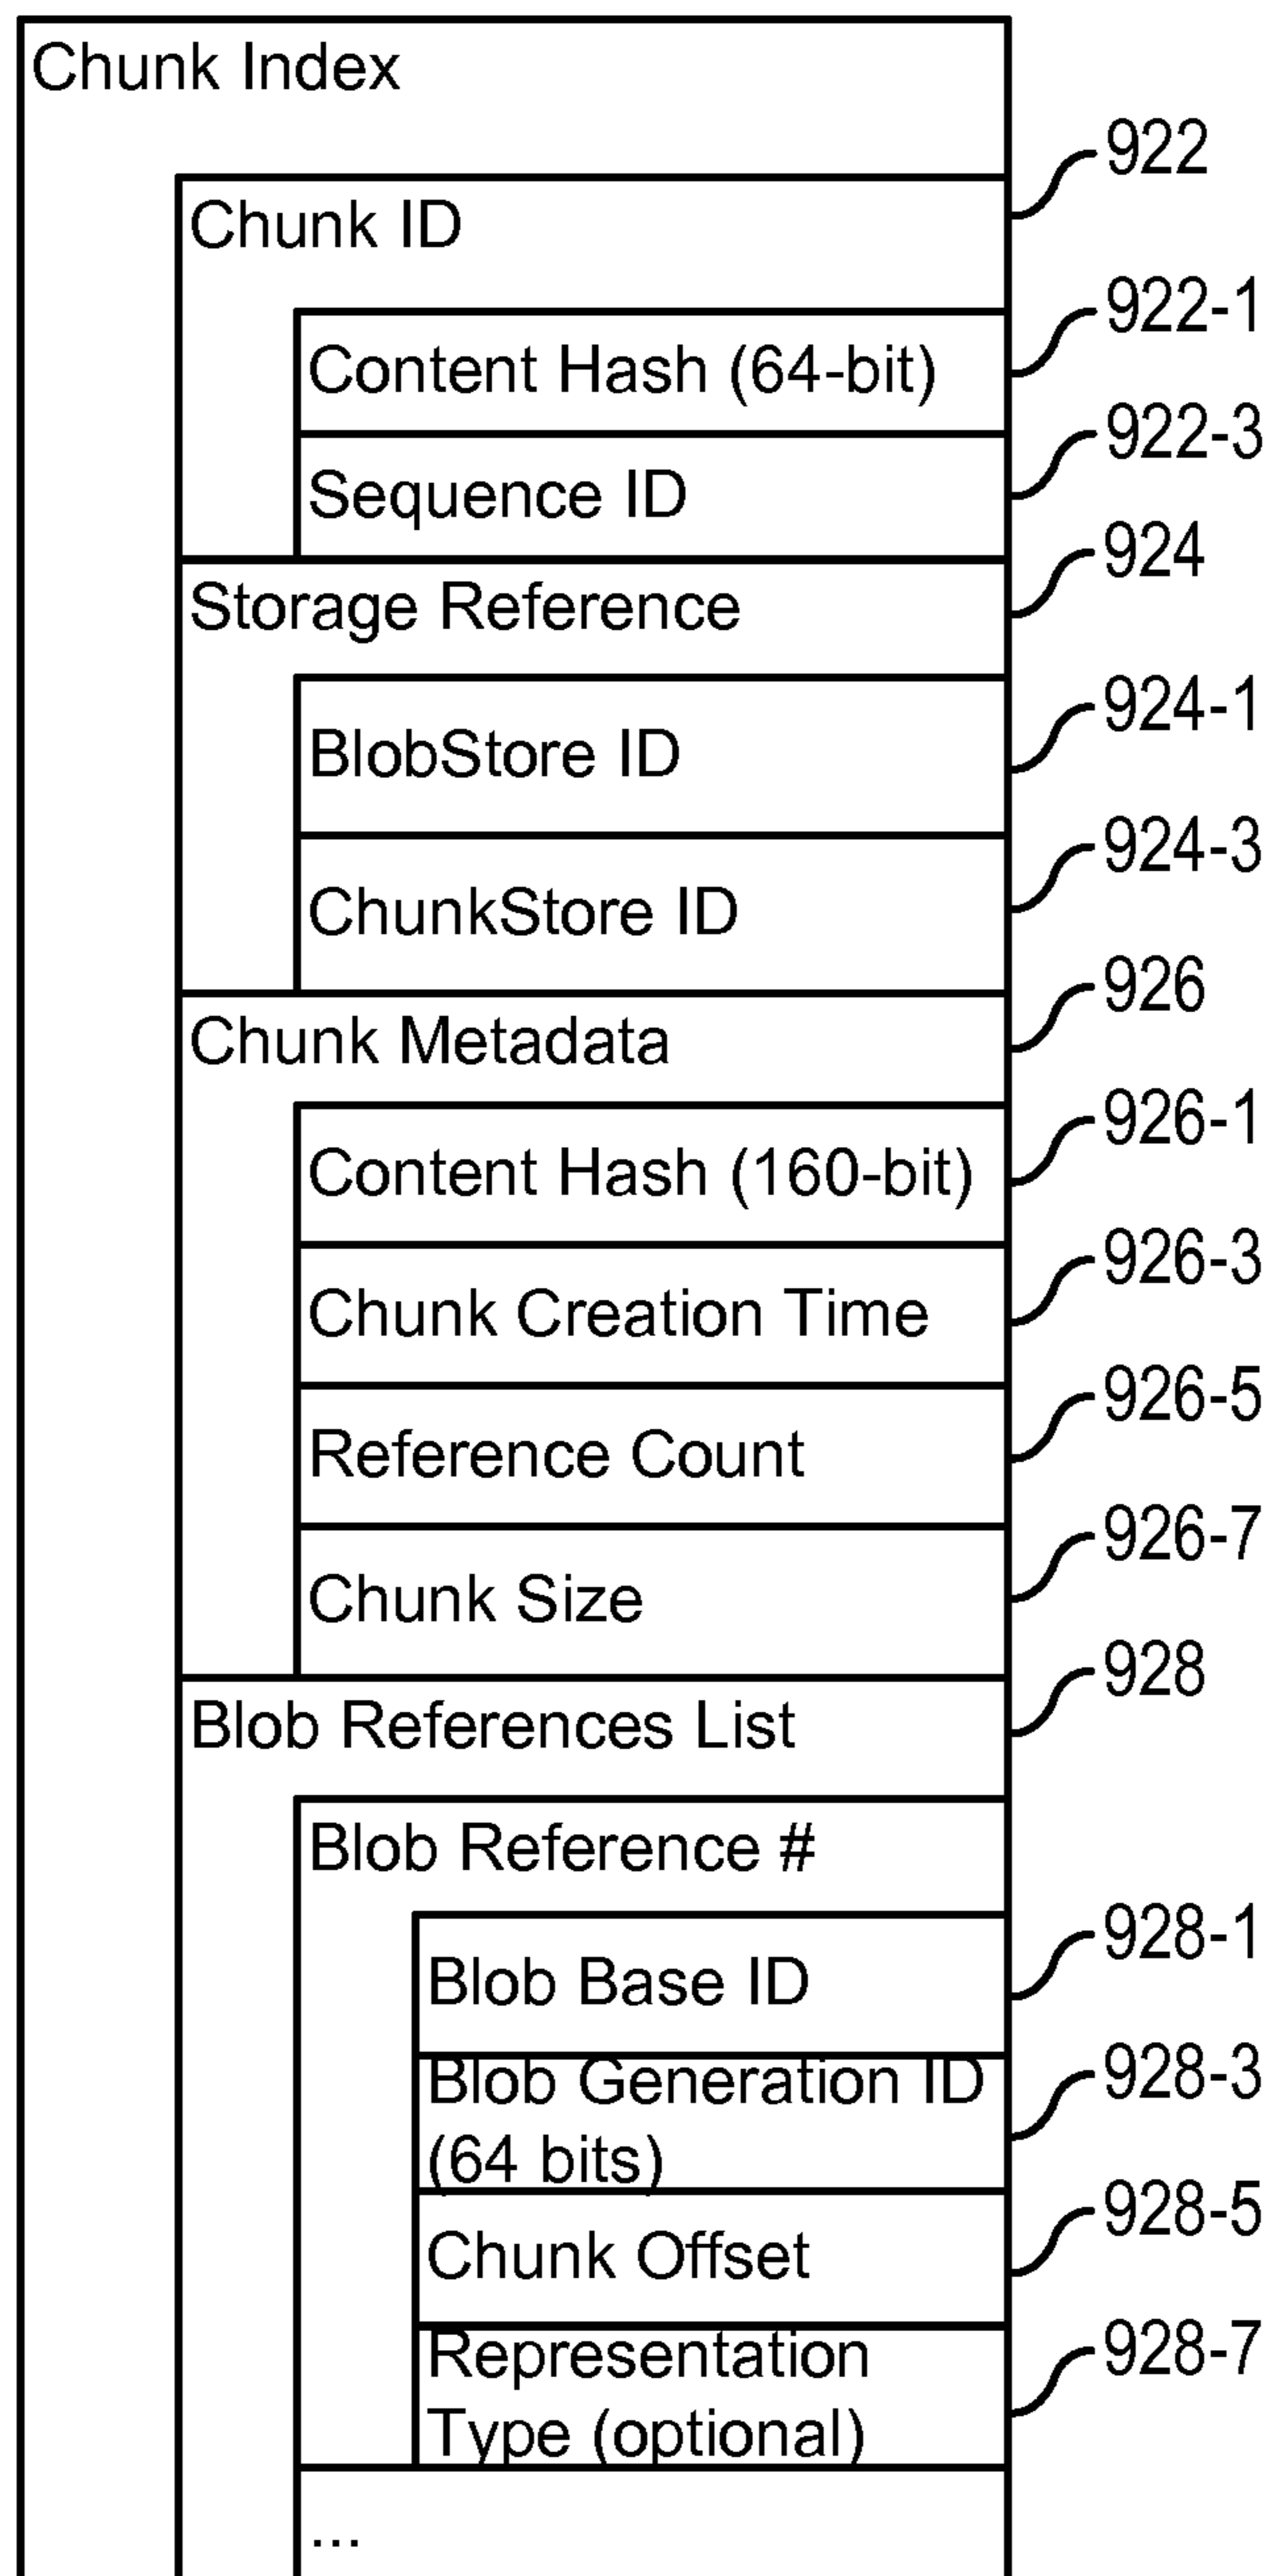 Chunk Index
922
Chunk ID
922-1
Content Hash (64-bit)
922-3
Sequence ID
924
Storage Reference
924-1
BlobStore ID
924-3
ChunkStore ID
926
Chunk Metadata
926-1
Content Hash (160-bit)
926-3
Chunk Creation Time
926-5
Reference Count
926-7
Chunk Size
928
Blob References List
Blob Reference #
928-1
Blob Base ID
928-3
Blob Generation ID
(64 bits)
928-5
Chunk Offset
928-7
Representation
Type (optional)
...